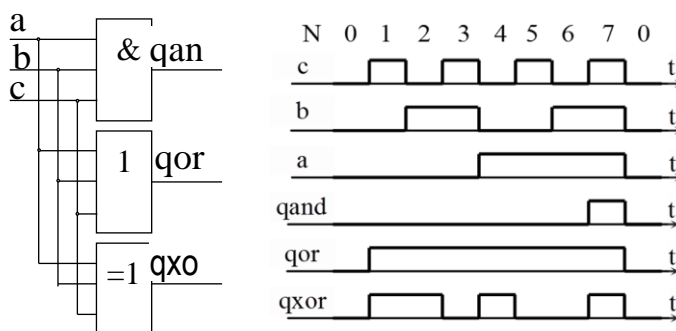 a
b
c
& qan
1 qor
=1 qxo
N 0 1 2 3 4 5 6 7 0
c t
b t
a t
qand t
qor t
qxor t